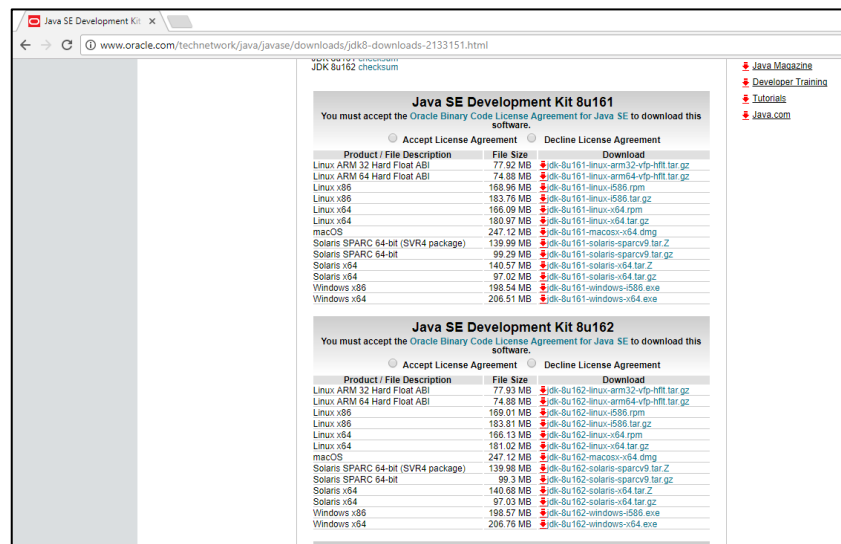 Java SE Development Kit
www.oracle.com/technetwork/java/javase/downloads/jdk8-downloads-2133151.html
JDK 8u161 checksum
JDK 8u162 checksum
Java Magazine
Developer Training
Tutorials
Java.com
Java SE Development Kit 8u161
You must accept the Oracle Binary Code License Agreement for Java SE to download this
software.
Accept License Agreement Decline License Agreement
Product / File Description File Size Download
Linux ARM 32 Hard Float ABI 77.92 MB jdk-8u161-linux-arm32-vfp-hflt.tar.gz
Linux ARM 64 Hard Float ABI 74.88 MB jdk-8u161-linux-arm64-vfp-hflt.tar.gz
Linux x86 168.96 MB jdk-8u161-linux-i586.rpm
Linux x86 183.76 MB jdk-8u161-linux-i586.tar.gz
Linux x64 166.09 MB jdk-8u161-linux-x64.rpm
Linux x64 180.97 MB jdk-8u161-linux-x64.tar.gz
macOS 247.12 MB jdk-8u161-macosx-x64.dmg
Solaris SPARC 64-bit (SVR4 package) 139.99 MB jdk-8u161-solaris-sparcv9.tar.Z
Solaris SPARC 64-bit 99.29 MB jdk-8u161-solaris-sparcv9.tar.gz
Solaris x64 140.57 MB jdk-8u161-solaris-x64.tar.Z
Solaris x64 97.02 MB jdk-8u161-solaris-x64.tar.gz
Windows x86 198.54 MB jdk-8u161-windows-i586.exe
Windows x64 206.51 MB jdk-8u161-windows-x64.exe
Java SE Development Kit 8u162
You must accept the Oracle Binary Code License Agreement for Java SE to download this
software.
Accept License Agreement Decline License Agreement
Product / File Description File Size Download
Linux ARM 32 Hard Float ABI 77.93 MB jdk-8u162-linux-arm32-vfp-hflt.tar.gz
Linux ARM 64 Hard Float ABI 74.88 MB jdk-8u162-linux-arm64-vfp-hflt.tar.gz
Linux x86 169.01 MB jdk-8u162-linux-i586.rpm
Linux x86 183.81 MB jdk-8u162-linux-i586.tar.gz
Linux x64 166.13 MB jdk-8u162-linux-x64.rpm
Linux x64 181.02 MB jdk-8u162-linux-x64.tar.gz
macOS 247.12 MB jdk-8u162-macosx-x64.dmg
Solaris SPARC 64-bit (SVR4 package) 139.98 MB jdk-8u162-solaris-sparcv9.tar.Z
Solaris SPARC 64-bit 99.3 MB jdk-8u162-solaris-sparcv9.tar.gz
Solaris x64 140.68 MB jdk-8u162-solaris-x64.tar.Z
Solaris x64 97.03 MB jdk-8u162-solaris-x64.tar.gz
Windows x86 198.57 MB jdk-8u162-windows-i586.exe
Windows x64 206.76 MB jdk-8u162-windows-x64.exe